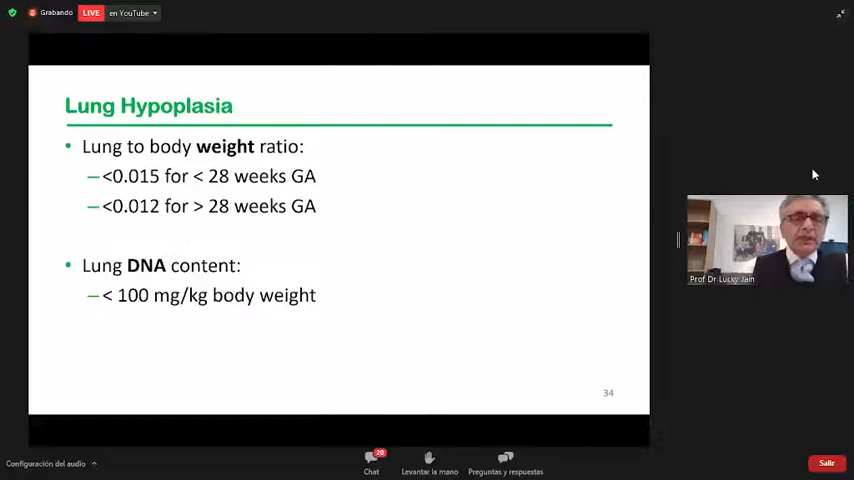 Grabando LIVE en YouTube
Lung Hypoplasia
• Lung to body weight ratio:
–<0.015 for < 28 weeks GA
–<0.012 for > 28 weeks GA
• Lung DNA content:
–< 100 mg/kg body weight
34
Prof Dr Lucky Jain
Configuración del audio
28
Chat
Levantar la mano
Preguntas y respuestas
Salir